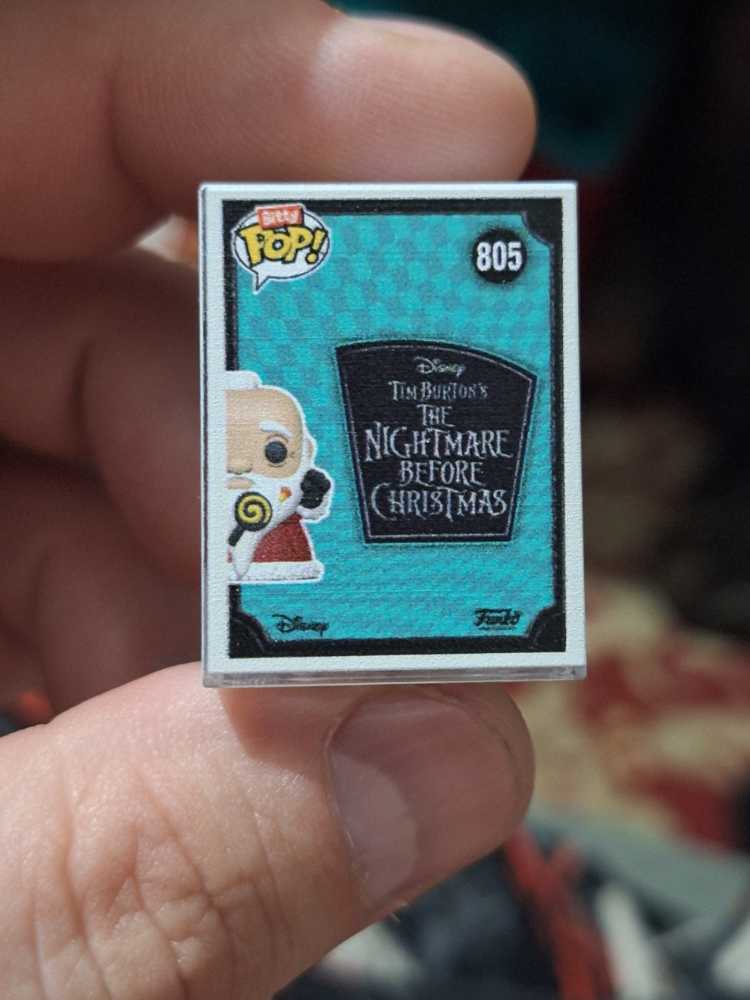 Bitty
POP!
805
Disney
TIM BURTON'S
THE
NIGHTMARE
BEFORE
CHRISTMAS
Disney
Funko